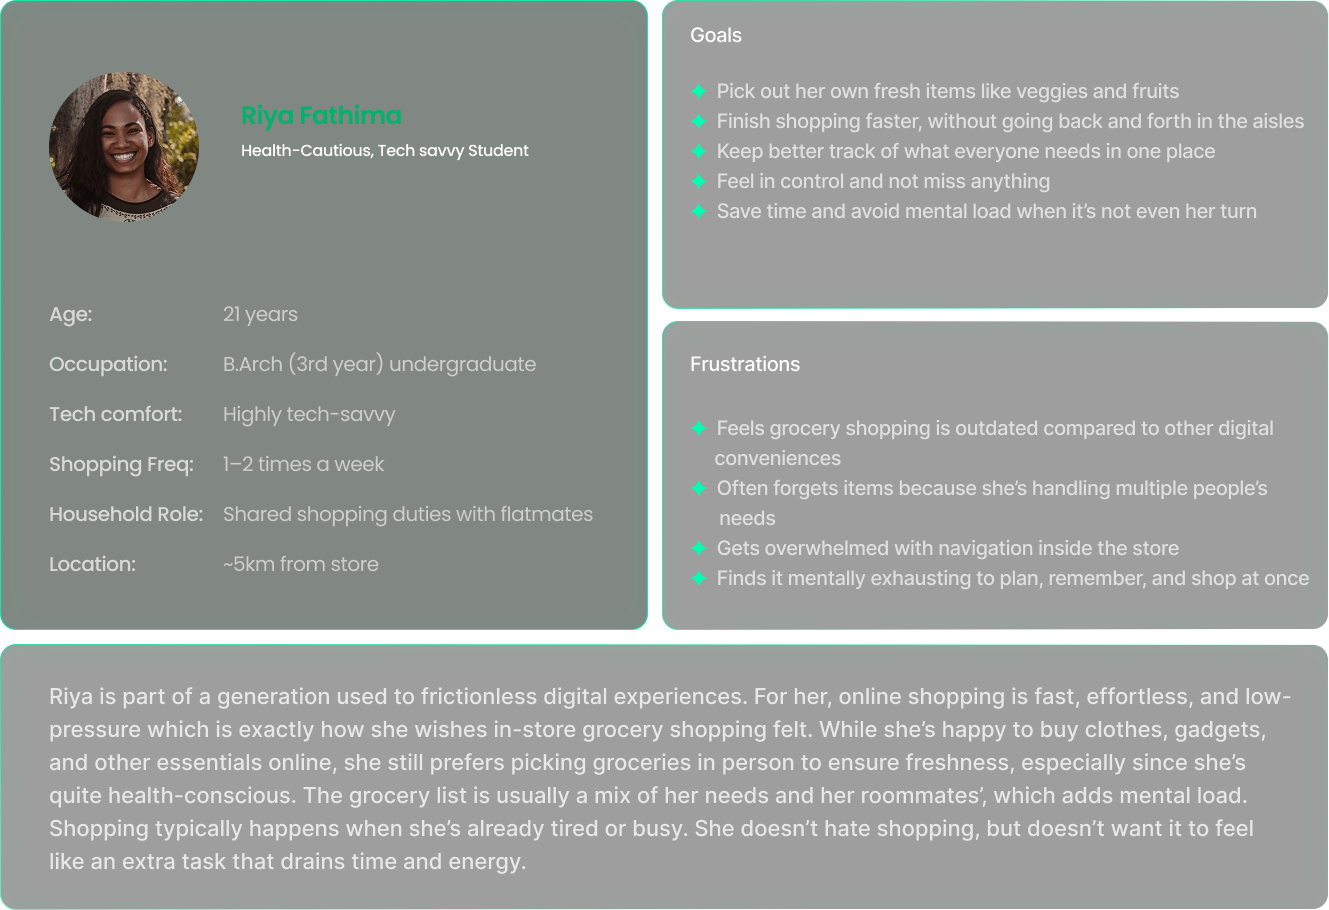 Riya Fathima
Health-Cautious, Tech savvy Student
Age: 21 years
Occupation: B.Arch (3rd year) undergraduate
Tech comfort: Highly tech-savvy
Shopping Freq: 1–2 times a week
Household Role: Shared shopping duties with flatmates
Location: ~5km from store
Goals
Pick out her own fresh items like veggies and fruits
Finish shopping faster, without going back and forth in the aisles
Keep better track of what everyone needs in one place
Feel in control and not miss anything
Save time and avoid mental load when it’s not even her turn
Frustrations
Feels grocery shopping is outdated compared to other digital
conveniences
Often forgets items because she’s handling multiple people’s
needs
Gets overwhelmed with navigation inside the store
Finds it mentally exhausting to plan, remember, and shop at once
Riya is part of a generation used to frictionless digital experiences. For her, online shopping is fast, effortless, and low-
pressure which is exactly how she wishes in-store grocery shopping felt. While she’s happy to buy clothes, gadgets,
and other essentials online, she still prefers picking groceries in person to ensure freshness, especially since she’s
quite health-conscious. The grocery list is usually a mix of her needs and her roommates’, which adds mental load.
Shopping typically happens when she’s already tired or busy. She doesn’t hate shopping, but doesn’t want it to feel
like an extra task that drains time and energy.